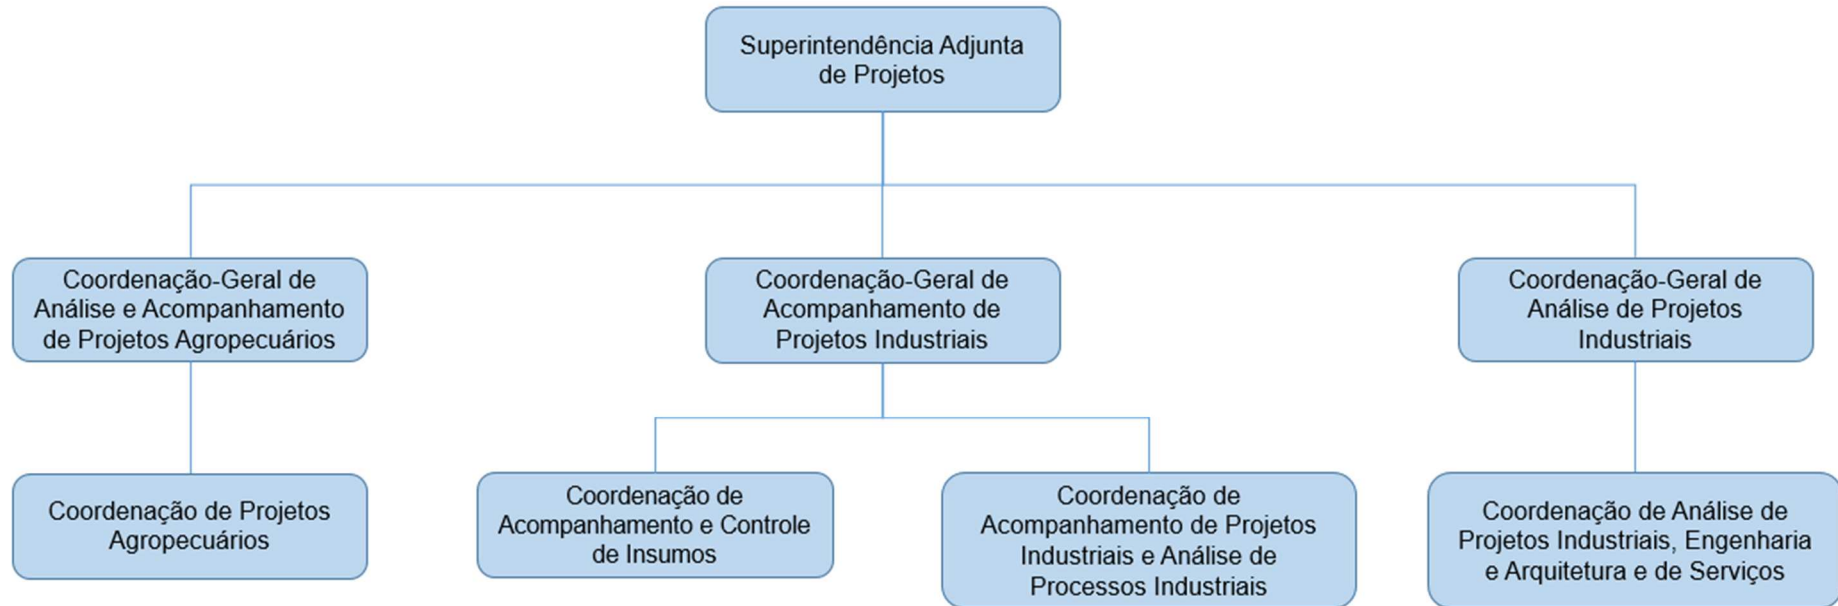 Superintendência Adjunta
de Projetos
Coordenação-Geral de
Análise e Acompanhamento
de Projetos Agropecuários
Coordenação-Geral de
Acompanhamento de
Projetos Industriais
Coordenação-Geral de
Análise de Projetos
Industriais
Coordenação de Projetos
Agropecuários
Coordenação de
Acompanhamento e Controle
de Insumos
Coordenação de
Acompanhamento de Projetos
Industriais e Análise de
Processos Industriais
Coordenação de Análise de
Projetos Industriais, Engenharia
e Arquitetura e de Serviços